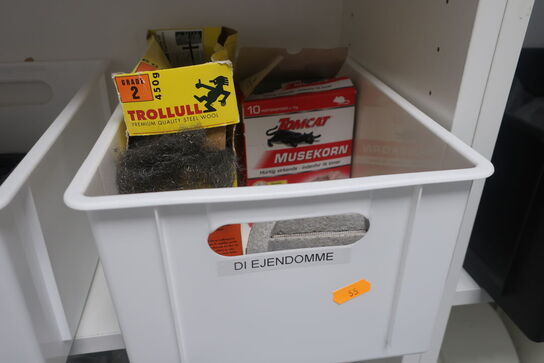 GRADE
2
450g
TROLLULL
PREMIUM QUALITY STEEL WOOL
10
TOMCAT
MUSEKORN
DI EJENDOMME
55